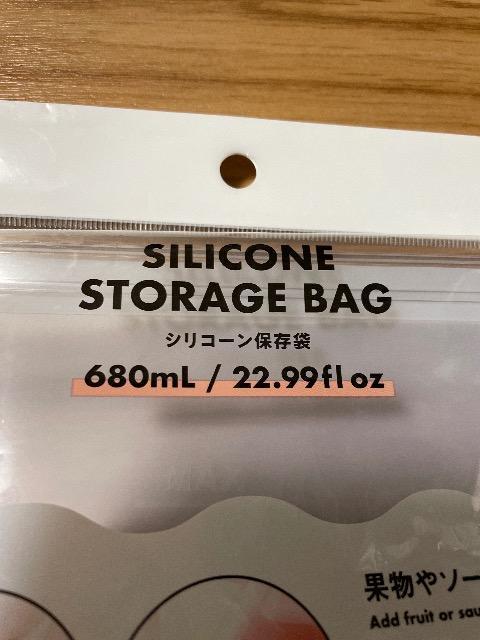 SILICONE
STORAGE BAG
シリコーン保存袋
680mL / 22.99fl oz
果物やソー
Add fruit or sau